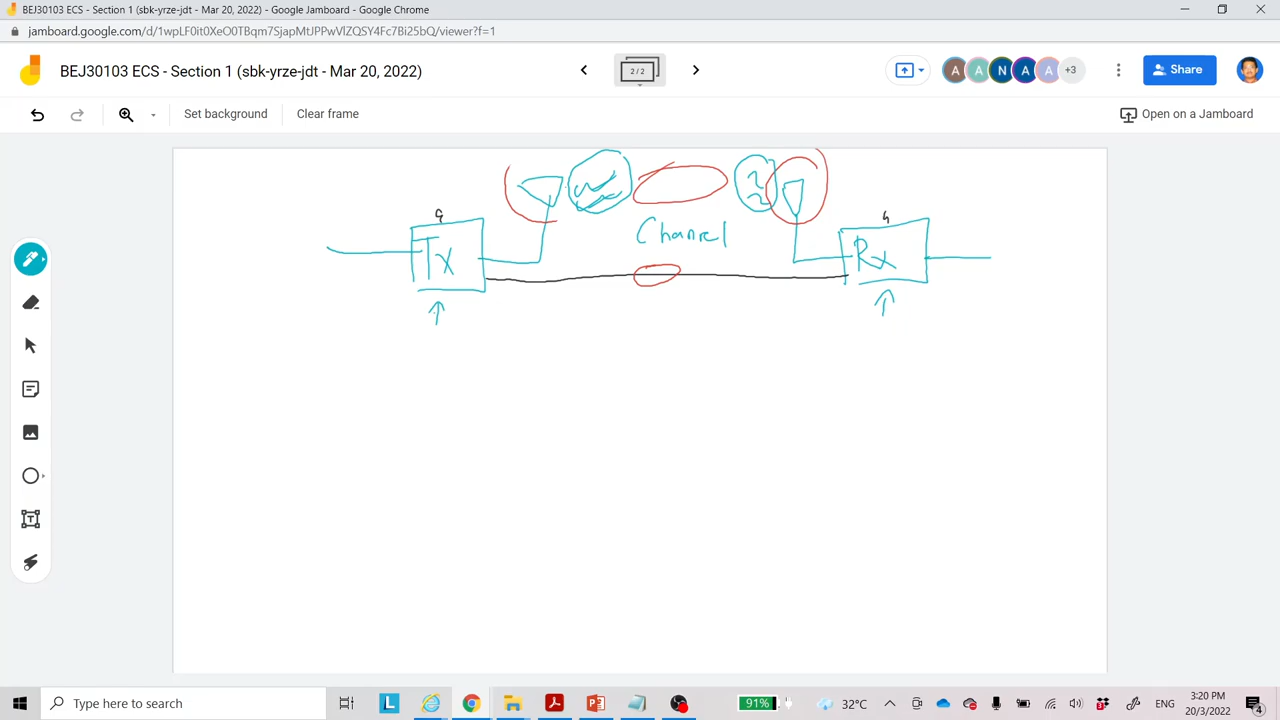 BEJ30103 ECS - Section 1 (sbk-yrze-jdt - Mar 20, 2022) - Google Jamboard - Google Chrome
jamboard.google.com/d/1wpLF0it0XeO0TBqm7SjapMtJPPwVlZQSY4Fc7Bi25bQ/viewer?f=1
BEJ30103 ECS - Section 1 (sbk-yrze-jdt - Mar 20, 2022)
2 / 2
A A N A A +3
Share
Set background
Clear frame
Open on a Jamboard
Channel
Tx
Rx
Type here to search
91%
32°C
ENG
3:20 PM
20/3/2022
4